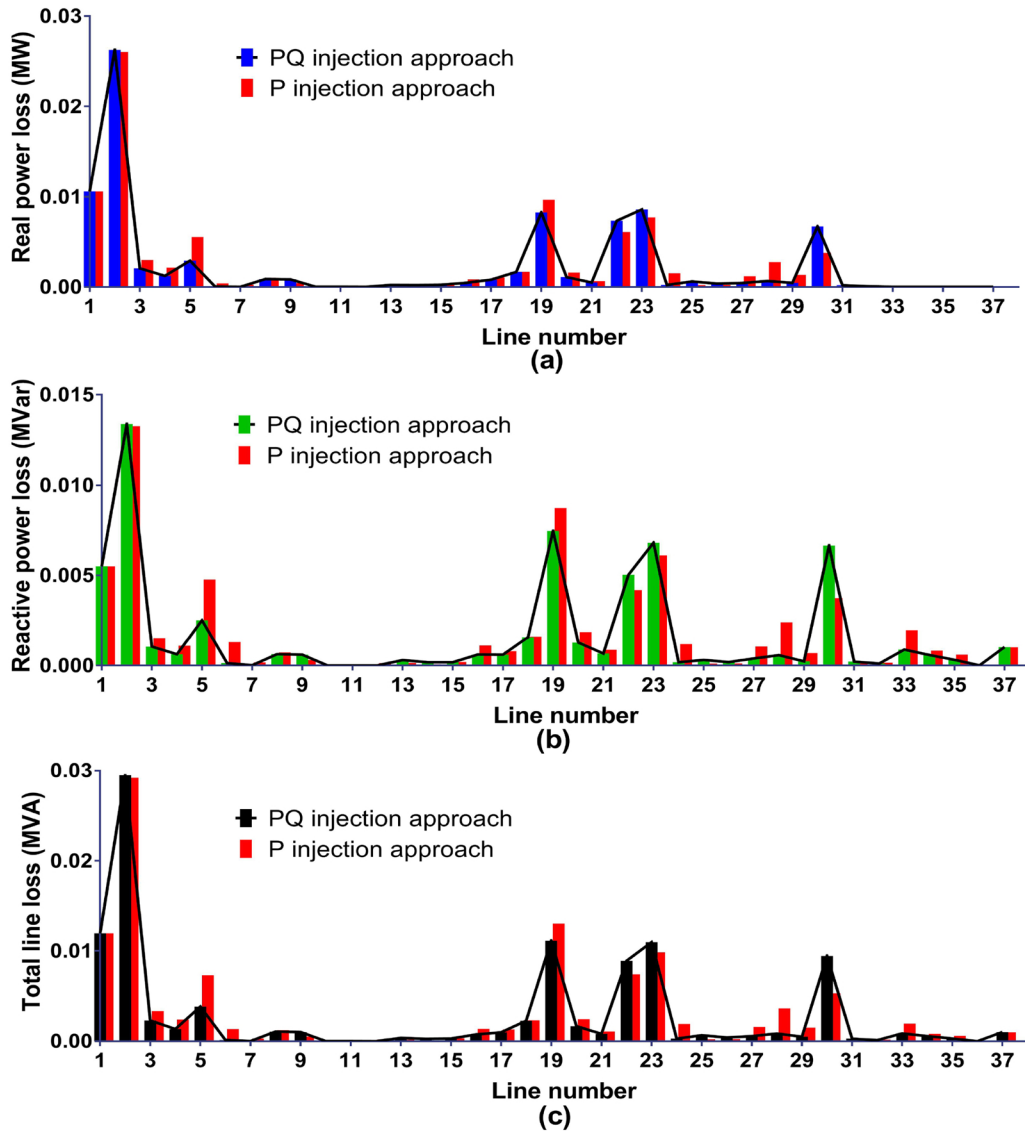 Real power loss (MW)
0.03
0.02
0.01
0.00
PQ injection approach
P injection approach
1 3 5 7 9 11 13 15 17 19 21 23 25 27 29 31 33 35 37
Line number
(a)
Reactive power loss (MVar)
0.015
0.010
0.005
0.000
PQ injection approach
P injection approach
1 3 5 7 9 11 13 15 17 19 21 23 25 27 29 31 33 35 37
Line number
(b)
Total line loss (MVA)
0.03
0.02
0.01
0.00
PQ injection approach
P injection approach
1 3 5 7 9 11 13 15 17 19 21 23 25 27 29 31 33 35 37
Line number
(c)